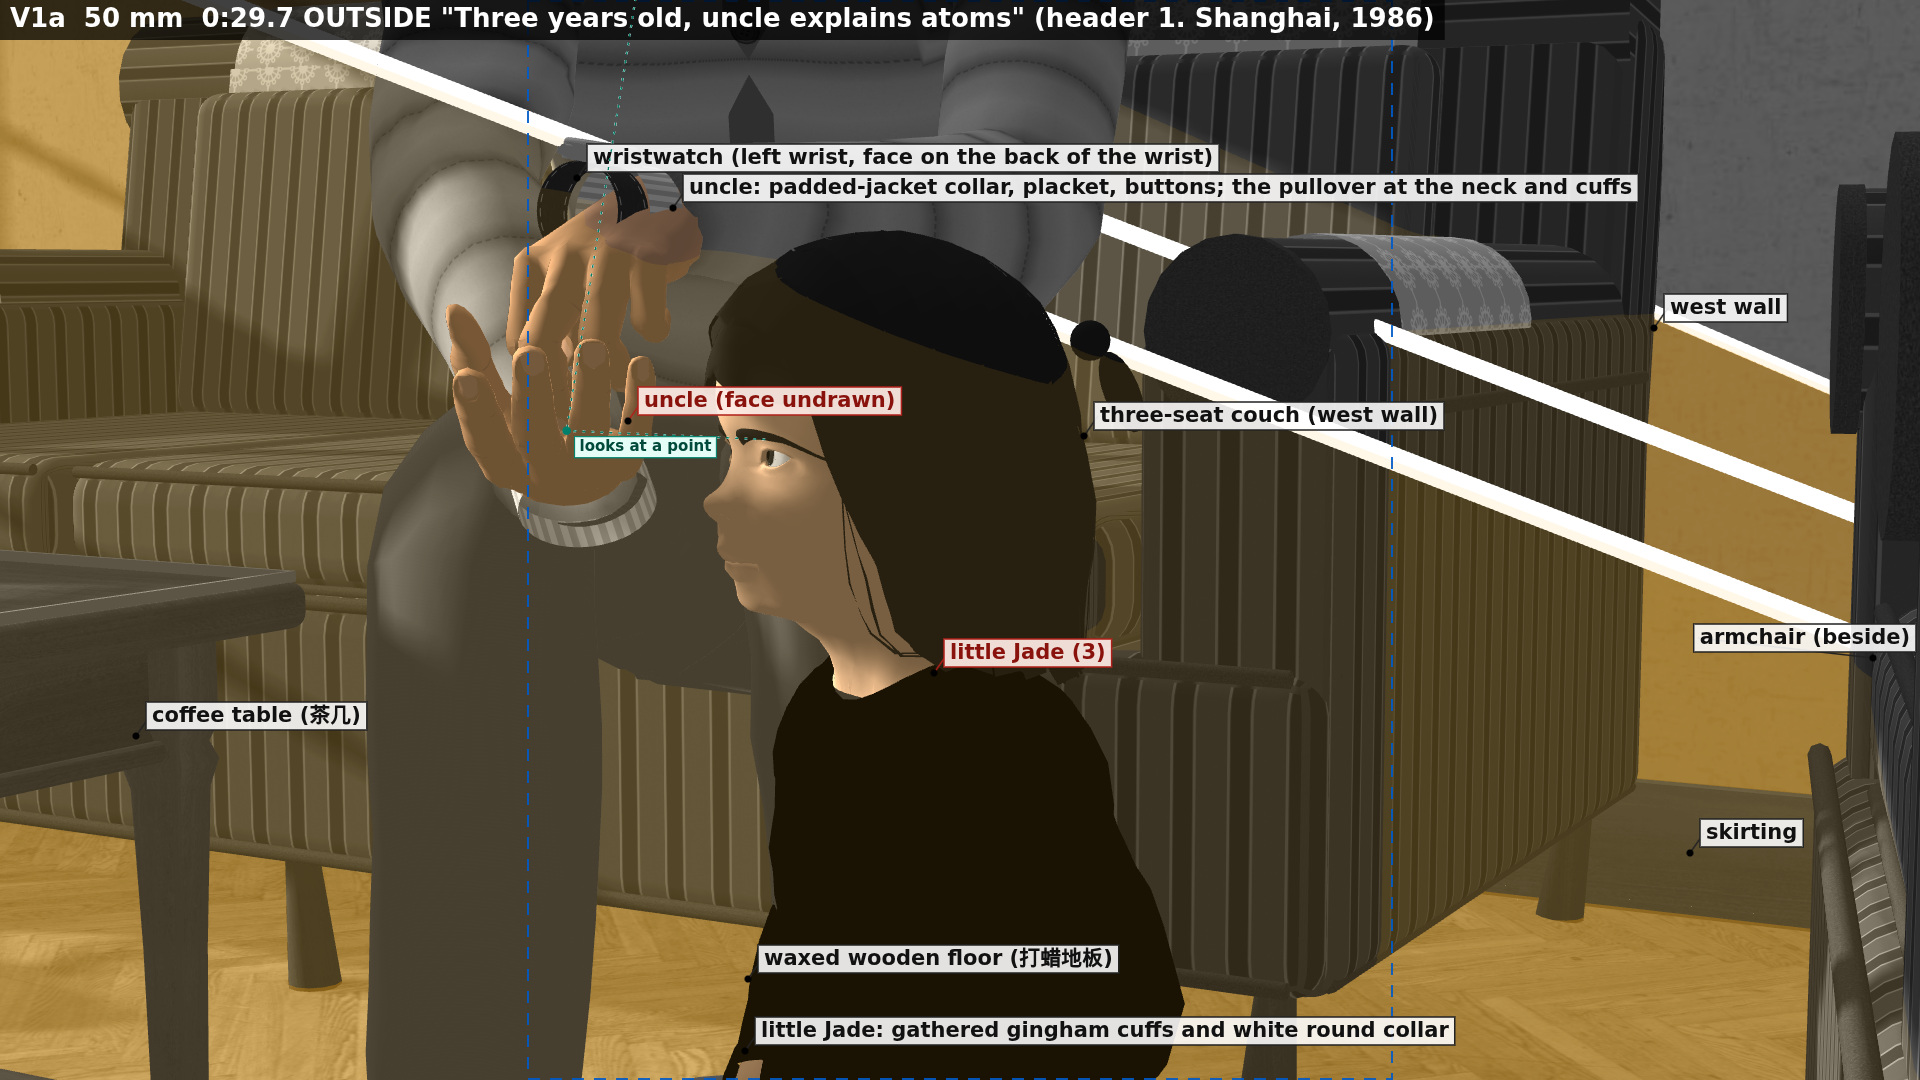 V1a 50 mm 0:29.7 OUTSIDE "Three years old, uncle explains atoms" (header 1. Shanghai, 1986)
wristwatch (left wrist, face on the back of the wrist)
uncle: padded-jacket collar, placket, buttons; the pullover at the neck and cuffs
west wall
uncle (face undrawn)
three-seat couch (west wall)
looks at a point
armchair (beside)
little Jade (3)
coffee table (茶几)
skirting
waxed wooden floor (打蜡地板)
little Jade: gathered gingham cuffs and white round collar